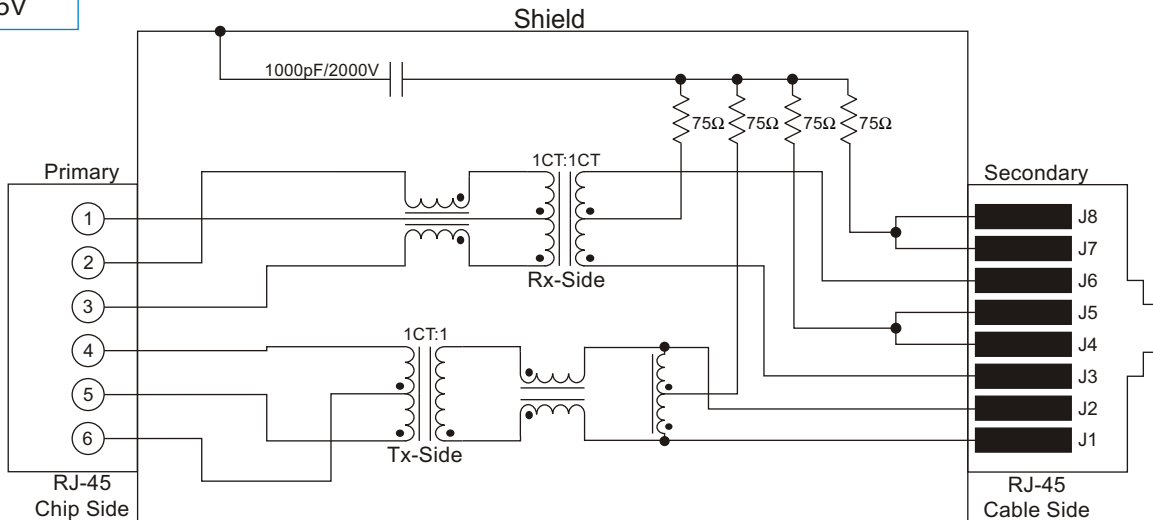 5V
Shield
1000pF/2000V
75Ω 75Ω 75Ω 75Ω
Primary
1CT:1CT
Secondary
1
2
3
4
5
6
Rx-Side
1CT:1
Tx-Side
J8
J7
J6
J5
J4
J3
J2
J1
RJ-45
Chip Side
RJ-45
Cable Side